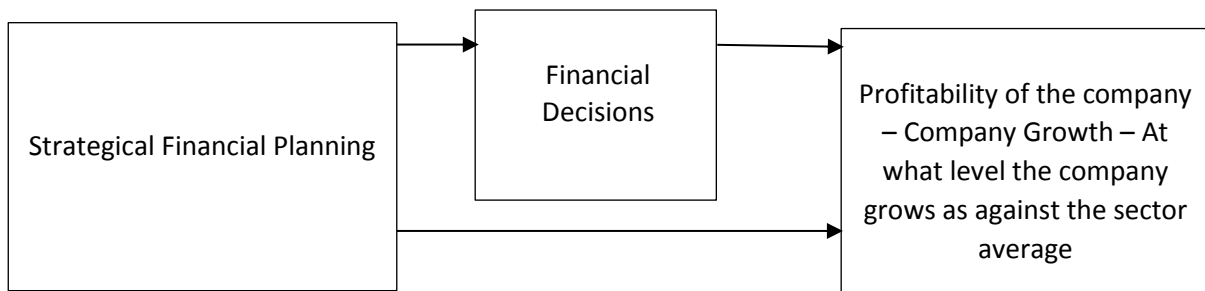 Strategical Financial Planning
Financial
Decisions
Profitability of the company
– Company Growth – At
what level the company
grows as against the sector
average